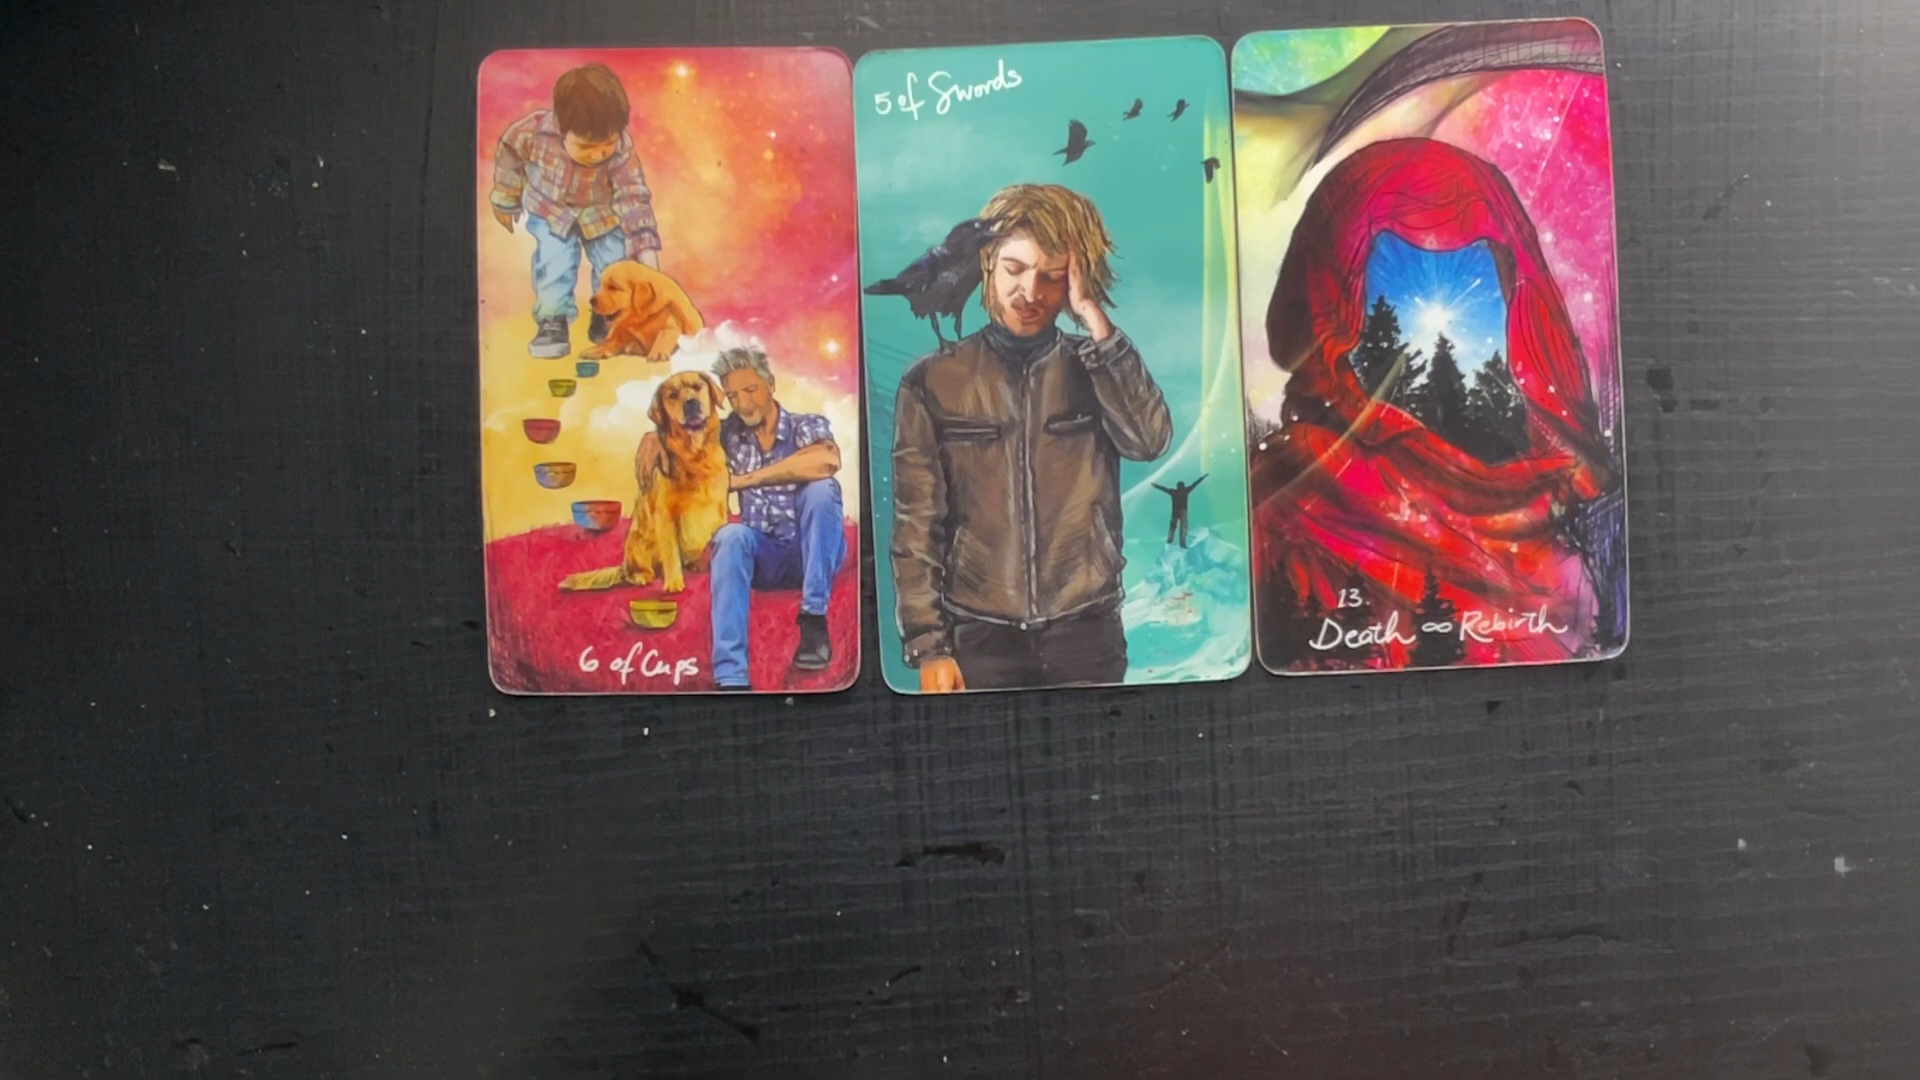 6 of Cups
5 of Swords
13.
Death ∞ Rebirth